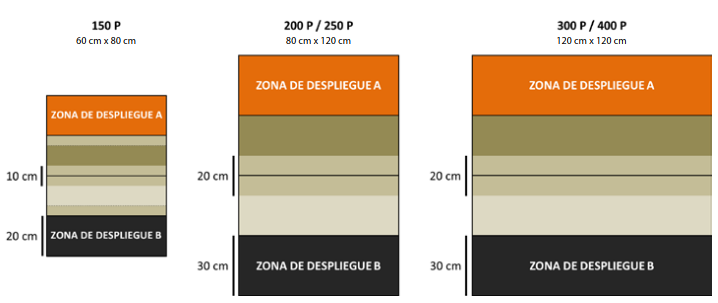 150 P
60 cm x 80 cm
200 P / 250 P
80 cm x 120 cm
300 P / 400 P
120 cm x 120 cm
ZONA DE DESPLIEGUE A
10 cm
20 cm
ZONA DE DESPLIEGUE B
ZONA DE DESPLIEGUE A
20 cm
30 cm
ZONA DE DESPLIEGUE B
ZONA DE DESPLIEGUE A
20 cm
30 cm
ZONA DE DESPLIEGUE B